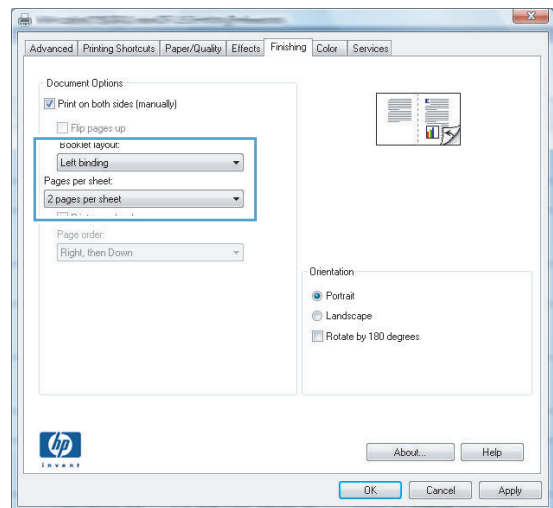 Advanced Printing Shortcuts Paper/Quality Effects Finishing Color Services
Document Options
Print on both sides (manually)
Flip pages up
Booklet layout:
Left binding
Pages per sheet:
2 pages per sheet
Page order:
Right, then Down
Orientation
Portrait
Landscape
Rotate by 180 degrees
hp
invent
About... Help
OK Cancel Apply